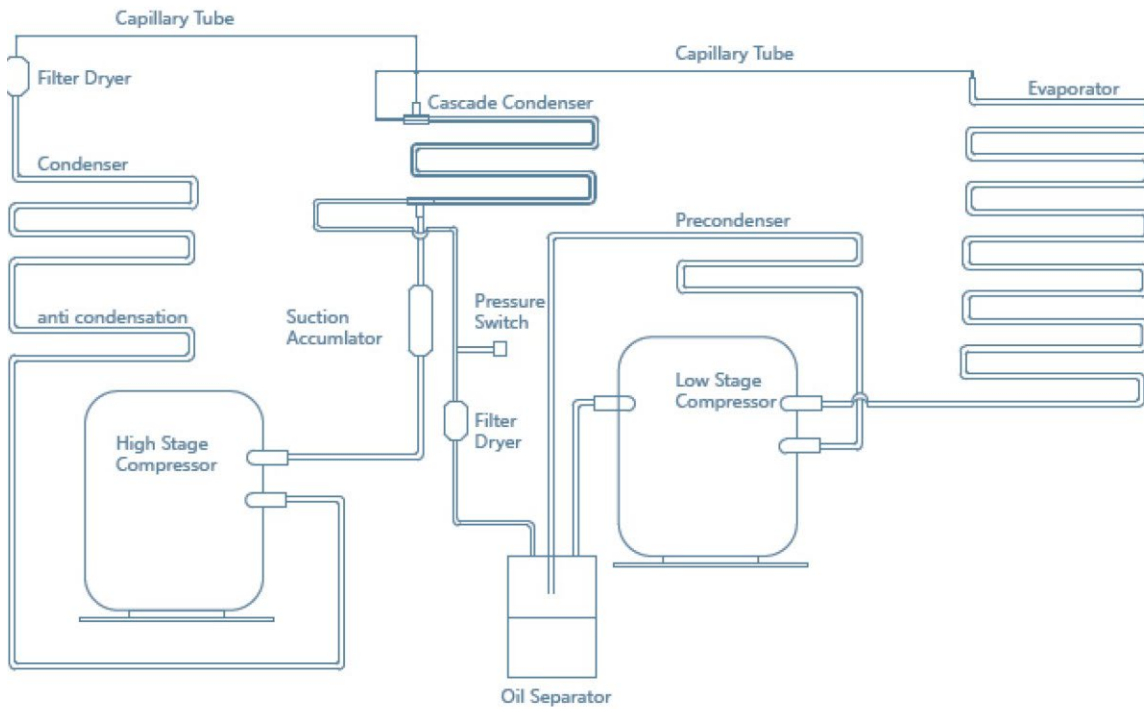 Capillary Tube
Capillary Tube
Filter Dryer
Evaporator
Cascade Condenser
Condenser
Precondenser
anti condensation
Suction
Accumlator
Pressure
Switch
Low Stage
Compressor
High Stage
Compressor
Filter
Dryer
Oil Separator